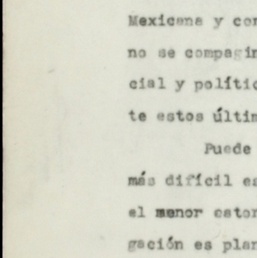 Mexicana y con
no se compagin
cial y polític
te estos últim
Puede
más difícil es
el menor estor
gación es plan